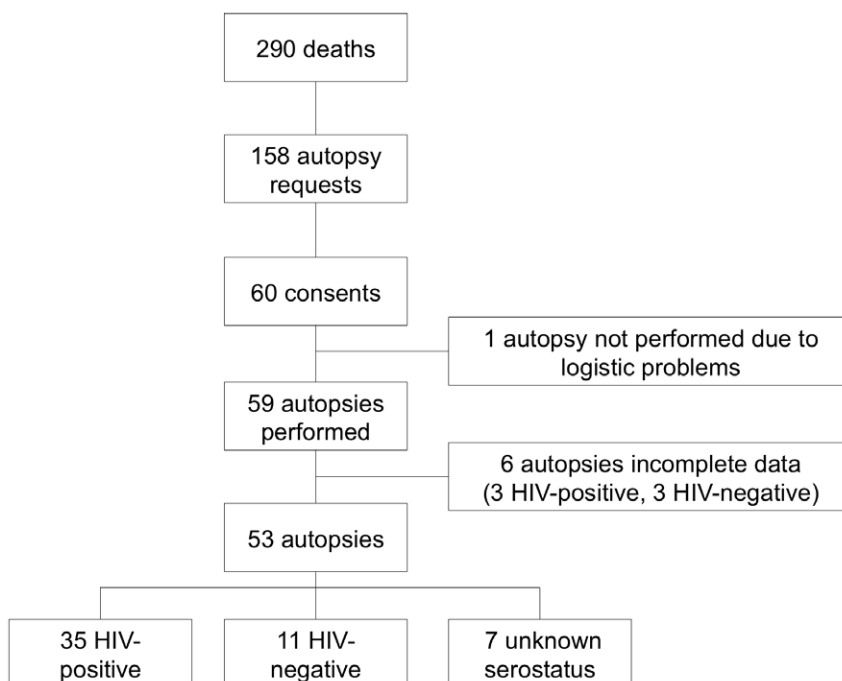 290 deaths
158 autopsy
requests
60 consents
1 autopsy not performed due to
logistic problems
59 autopsies
performed
6 autopsies incomplete data
(3 HIV-positive, 3 HIV-negative)
53 autopsies
35 HIV-
positive
11 HIV-
negative
7 unknown
serostatus